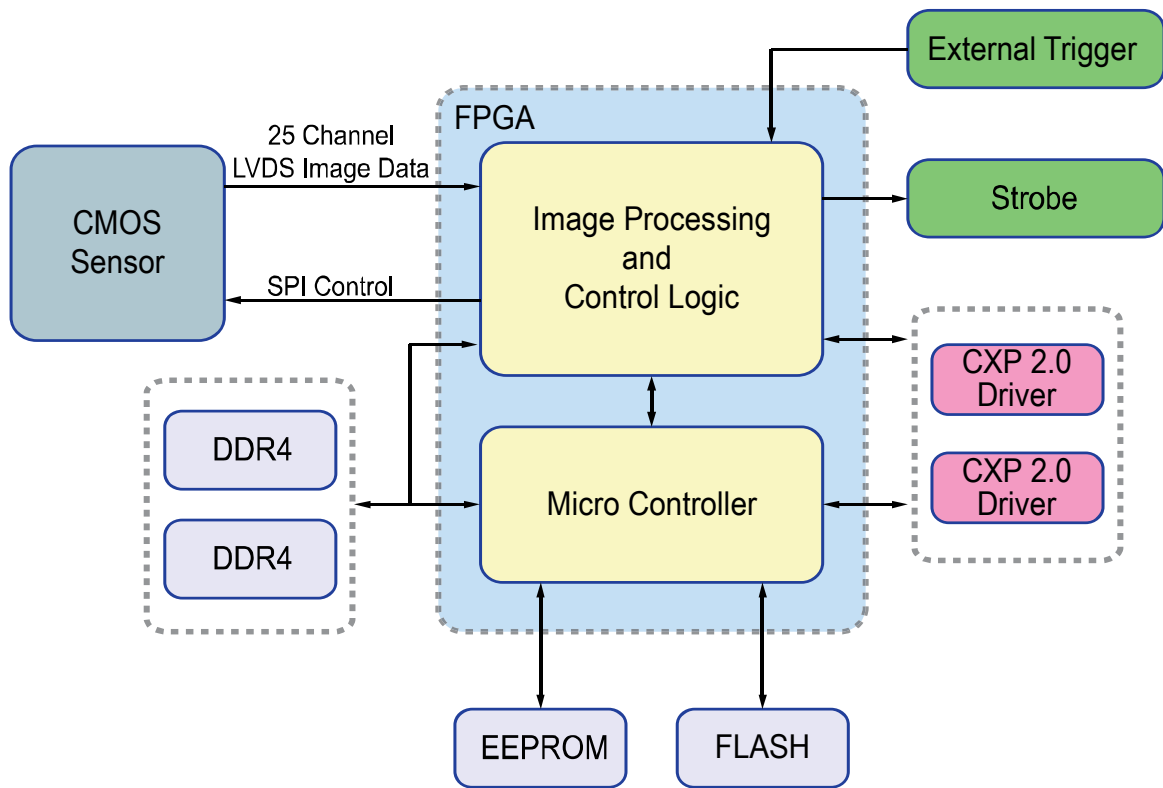 External Trigger
FPGA
25 Channel
LVDS Image Data
CMOS
Sensor
Image Processing
and
Control Logic
Strobe
SPI Control
CXP 2.0
Driver
DDR4
CXP 2.0
Driver
Micro Controller
DDR4
EEPROM
FLASH